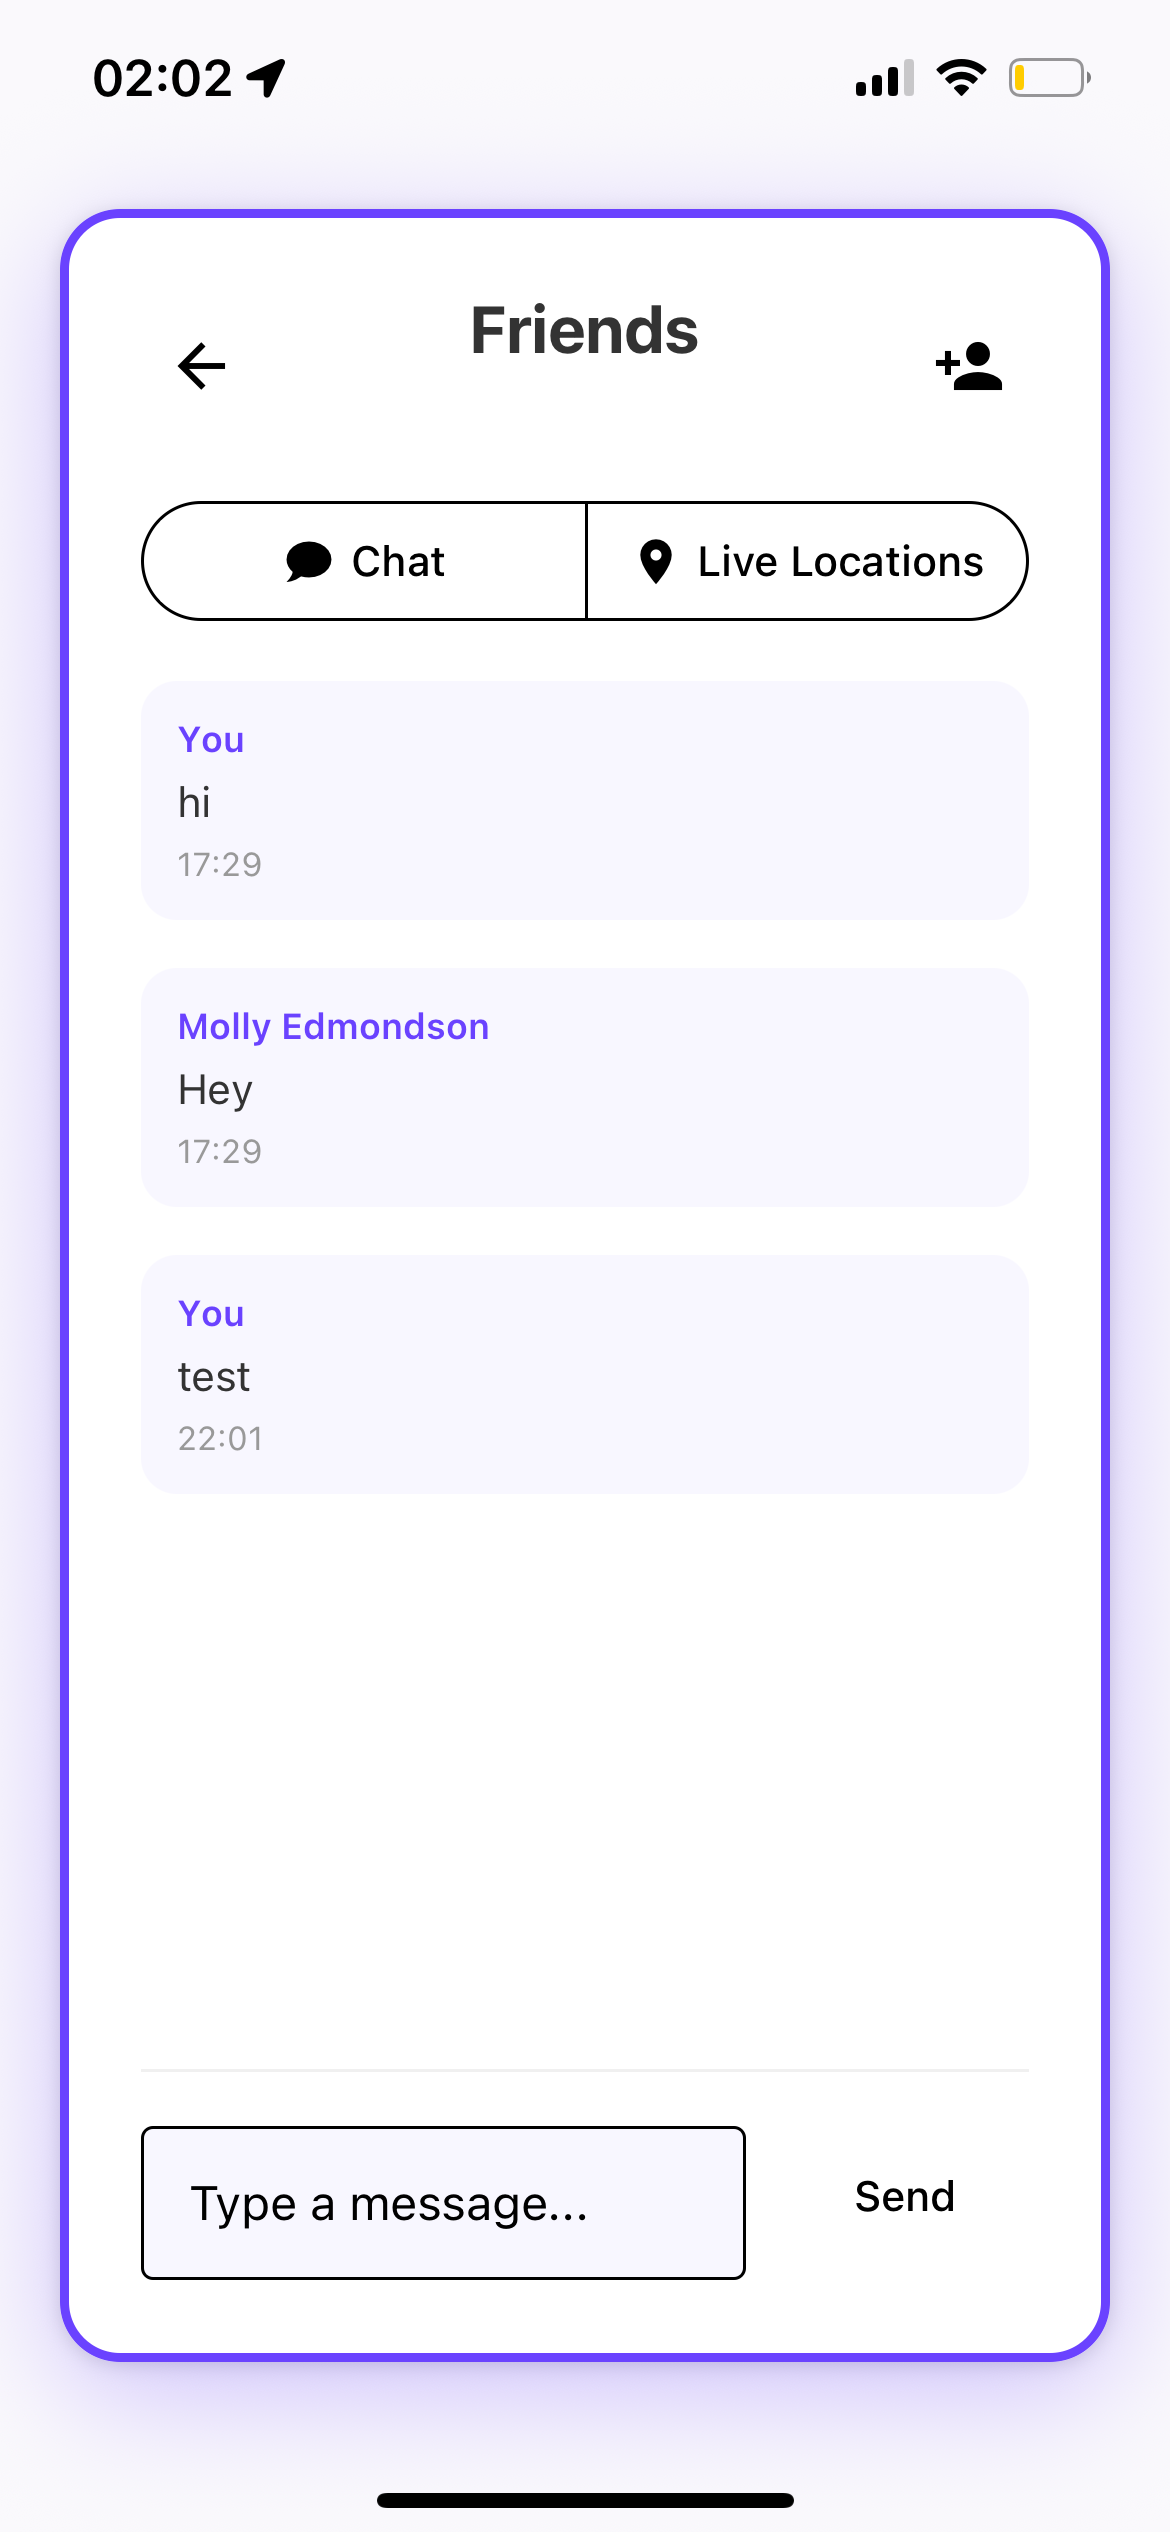 02:02
Friends
Chat
Live Locations
You
hi
17:29
Molly Edmondson
Hey
17:29
You
test
22:01
Type a message...
Send